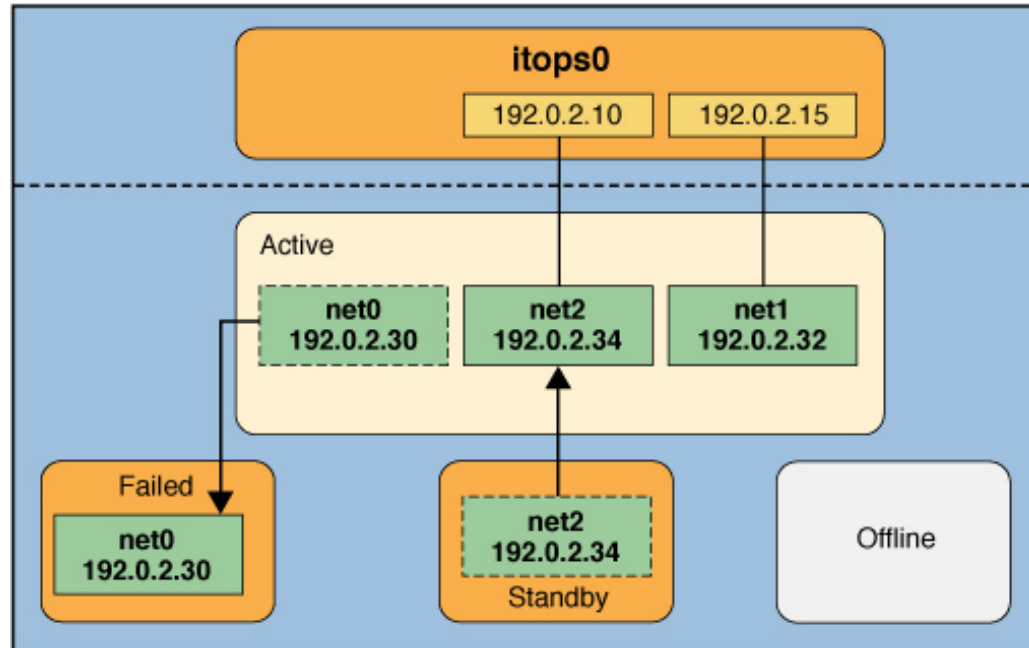 itops0
192.0.2.10
192.0.2.15
Active
net0
192.0.2.30
net2
192.0.2.34
net1
192.0.2.32
Failed
net0
192.0.2.30
net2
192.0.2.34
Standby
Offline